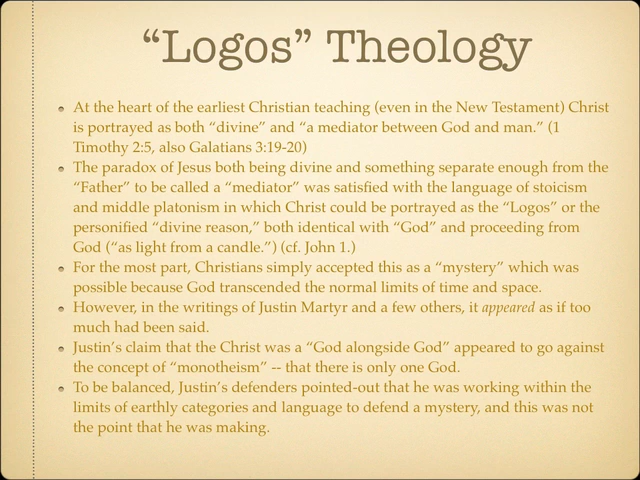 “Logos” Theology
At the heart of the earliest Christian teaching (even in the New Testament) Christ
is portrayed as both “divine” and “a mediator between God and man.” (1
Timothy 2:5, also Galatians 3:19-20)
The paradox of Jesus both being divine and something separate enough from the
“Father” to be called a “mediator” was satisfied with the language of stoicism
and middle platonism in which Christ could be portrayed as the “Logos” or the
personified “divine reason,” both identical with “God” and proceeding from
God (“as light from a candle.”) (cf. John 1.)
For the most part, Christians simply accepted this as a “mystery” which was
possible because God transcended the normal limits of time and space.
However, in the writings of Justin Martyr and a few others, it appeared as if too
much had been said.
Justin’s claim that the Christ was a “God alongside God” appeared to go against
the concept of “monotheism” -- that there is only one God.
To be balanced, Justin’s defenders pointed-out that he was working within the
limits of earthly categories and language to defend a mystery, and this was not
the point that he was making.